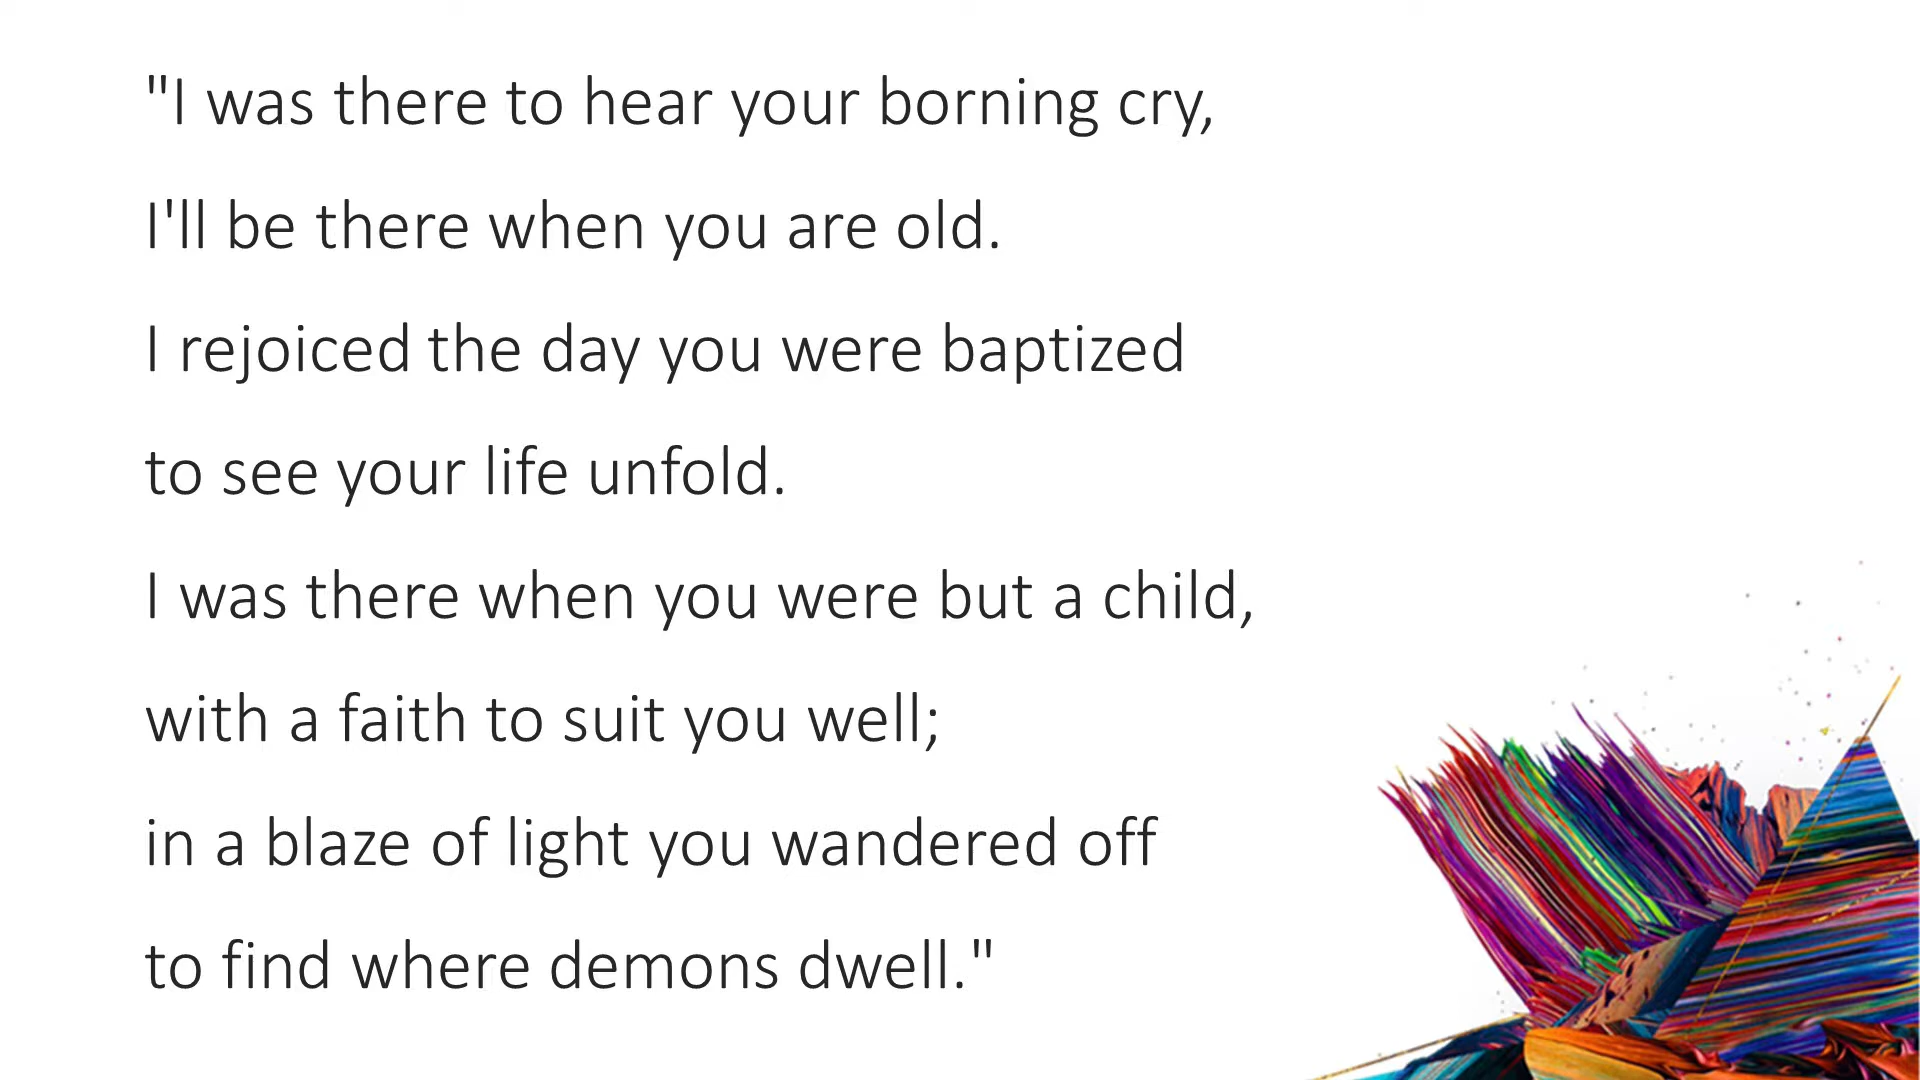 "I was there to hear your borning cry,
I'll be there when you are old.
I rejoiced the day you were baptized
to see your life unfold.
I was there when you were but a child,
with a faith to suit you well;
in a blaze of light you wandered off
to find where demons dwell."